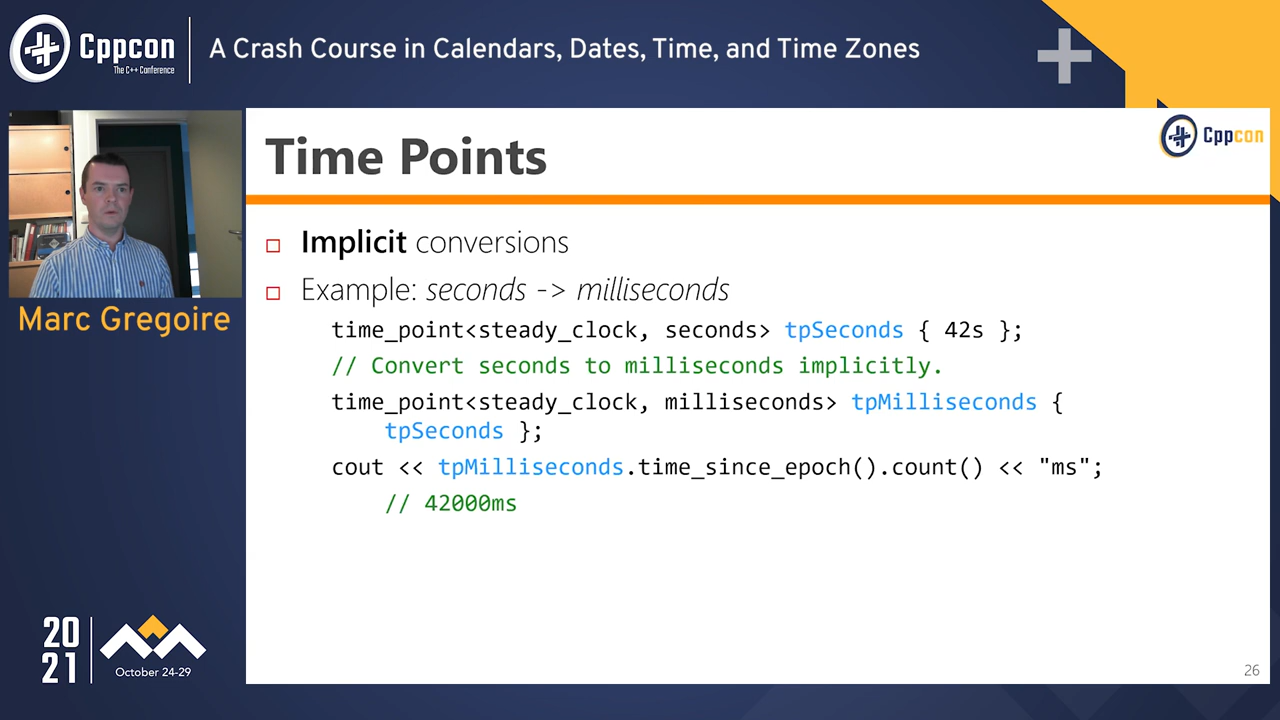 Cppcon
The C++ Conference
A Crash Course in Calendars, Dates, Time, and Time Zones
Cppcon
Time Points
Implicit conversions
Example: seconds -> milliseconds
time_point<steady_clock, seconds> tpSeconds { 42s };
// Convert seconds to milliseconds implicitly.
time_point<steady_clock, milliseconds> tpMilliseconds {
tpSeconds };
cout << tpMilliseconds.time_since_epoch().count() << "ms";
// 42000ms
Marc Gregoire
20
21
October 24-29
26